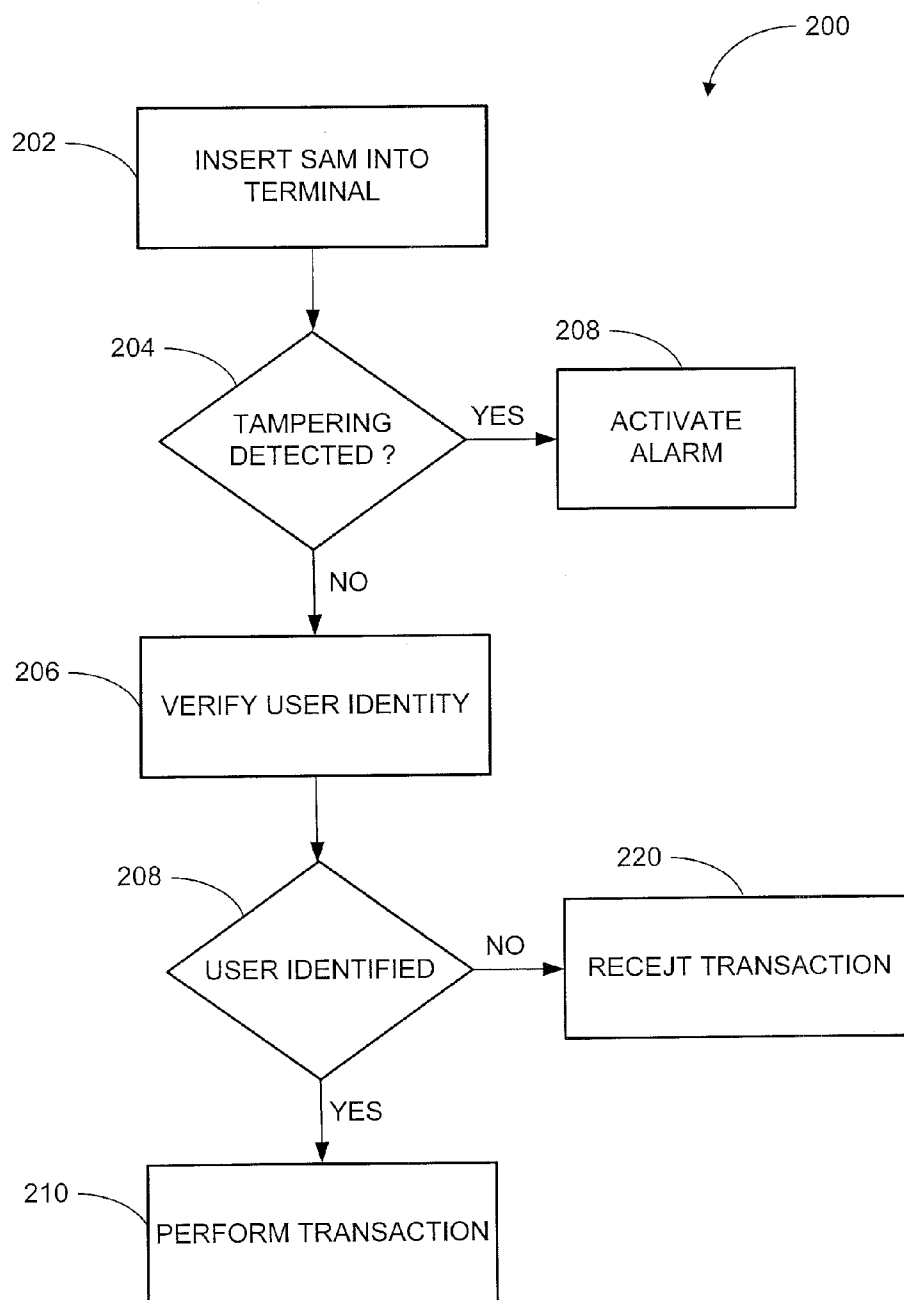 200
202
INSERT SAM INTO
TERMINAL
204
TAMPERING
DETECTED ?
YES
208
ACTIVATE
ALARM
NO
206
VERIFY USER IDENTITY
208
USER IDENTIFIED
NO
220
RECEJT TRANSACTION
YES
210
PERFORM TRANSACTION